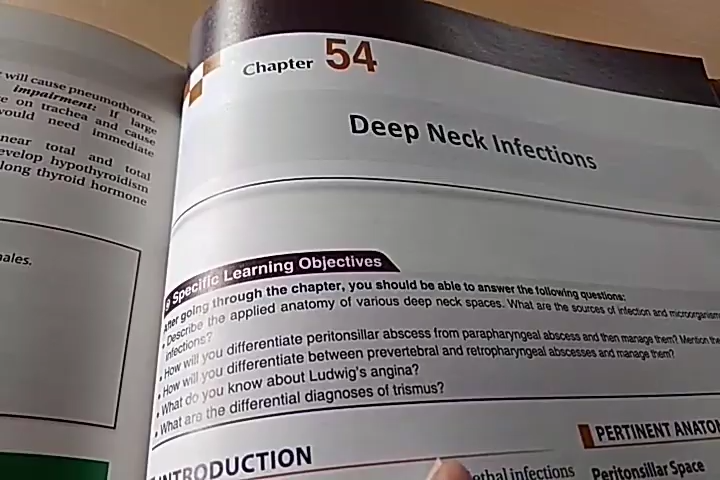 will cause pneumothorax.
impairment: If large
on trachea and cause
would need immediate
near total and total
evelop hypothyroidism
long thyroid hormone
ales.
Chapter 54
Deep Neck Infections
Specific Learning Objectives
After going through the chapter, you should be able to answer the following questions:
• Describe the applied anatomy of various deep neck spaces. What are the sources of infection and microorganism
infections?
• How will you differentiate peritonsillar abscess from parapharyngeal abscess and then manage them? Mention the
• How will you differentiate between prevertebral and retropharyngeal abscesses and manage them?
• What do you know about Ludwig's angina?
• What are the differential diagnoses of trismus?
INTRODUCTION
infections
PERTINENT ANATO
Peritonsillar Space